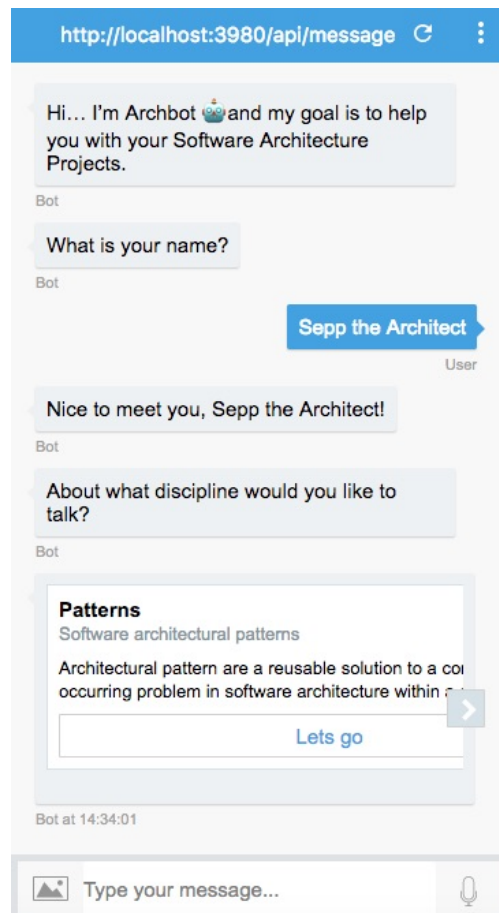 http://localhost:3980/api/message
Hi... I'm Archbot 🤖and my goal is to help
you with your Software Architecture
Projects.
Bot
What is your name?
Bot
Sepp the Architect
User
Nice to meet you, Sepp the Architect!
Bot
About what discipline would you like to
talk?
Bot
Patterns
Software architectural patterns
Architectural pattern are a reusable solution to a
occurring problem in software architecture within
Lets go
Bot at 14:34:01
Type your message...